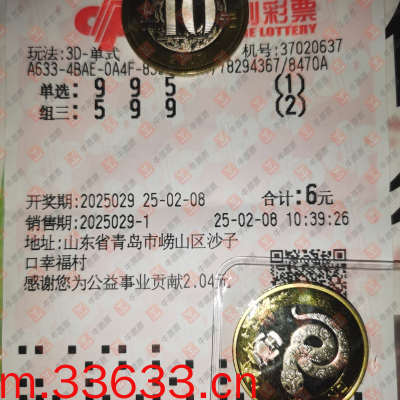 10
彩票
E LOTTERY
玩法:3D-单式
机号:37020637
A633-4BAE-0A4F-83
78294367/8470A
单选: 9 9 5 (1)
组三: 5 9 9 (2)
开奖期:2025029 25-02-08 合计:6元
销售期:2025029-1 25-02-08 10:39:26
地址:山东省青岛市崂山区沙子
口幸福村
感谢您为公益事业贡献2.04元
m.33633.cn